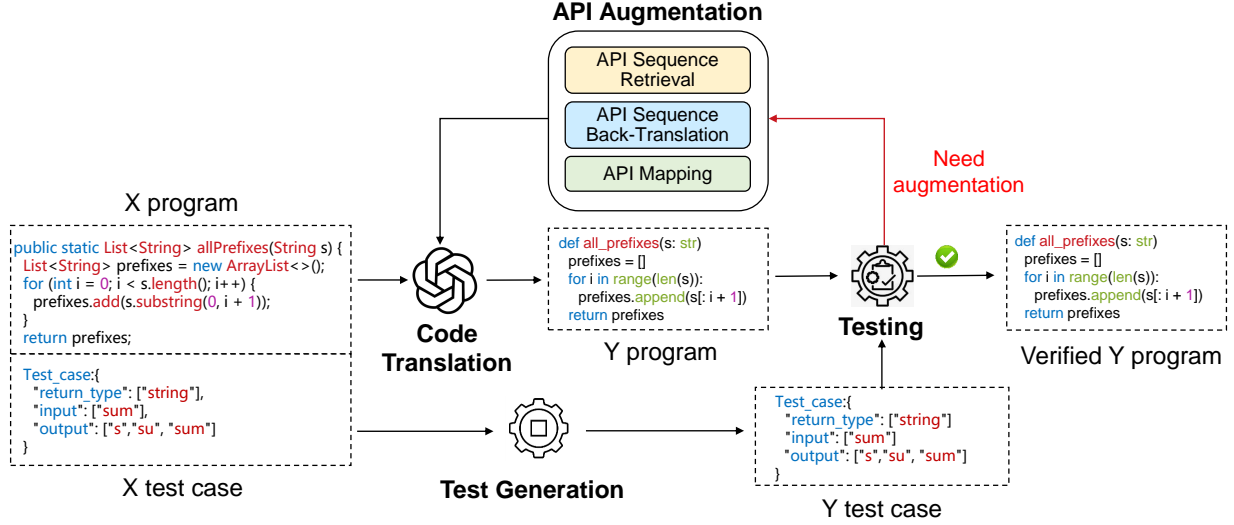 API Augmentation
API Sequence
Retrieval
API Sequence
Back-Translation
API Mapping
Need
augmentation
X program
public static List<String> allPrefixes(String s) {
List<String> prefixes = new ArrayList<>();
for (int i = 0; i < s.length(); i++) {
prefixes.add(s.substring(0, i + 1));
}
return prefixes;
Test_case:{
"return_type": ["string"],
"input": ["sum"],
"output": ["s","su", "sum"]
}
X test case
Code
Translation
def all_prefixes(s: str)
prefixes = []
for i in range(len(s)):
prefixes.append(s[: i + 1])
return prefixes
Y program
Testing
def all_prefixes(s: str)
prefixes = []
for i in range(len(s)):
prefixes.append(s[: i + 1])
return prefixes
Verified Y program
Test Generation
Test_case:{
"return_type": ["string"]
"input": ["sum"]
"output": ["s","su", "sum"]
}
Y test case